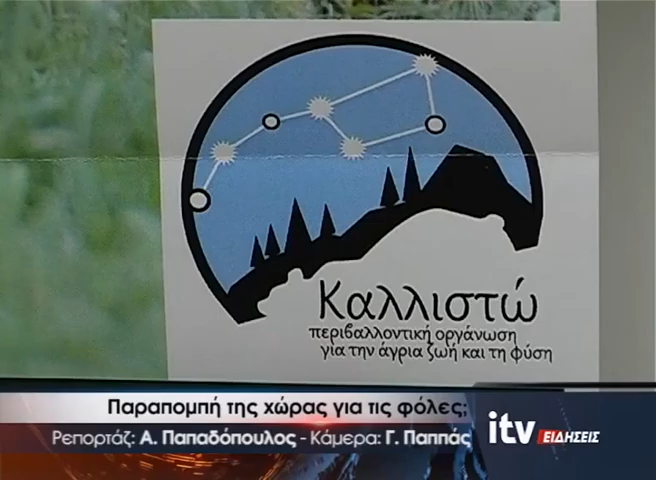 Καλλιστώ
περιβαλλοντική οργάνωση
για την άγρια ζωή και τη φύση
Παραπομπή της χώρας για τις φόλες;
Ρεπορτάζ: Α. Παπαδόπουλος - Κάμερα: Γ. Παππάς
itv ΕΙΔΗΣΕΙΣ